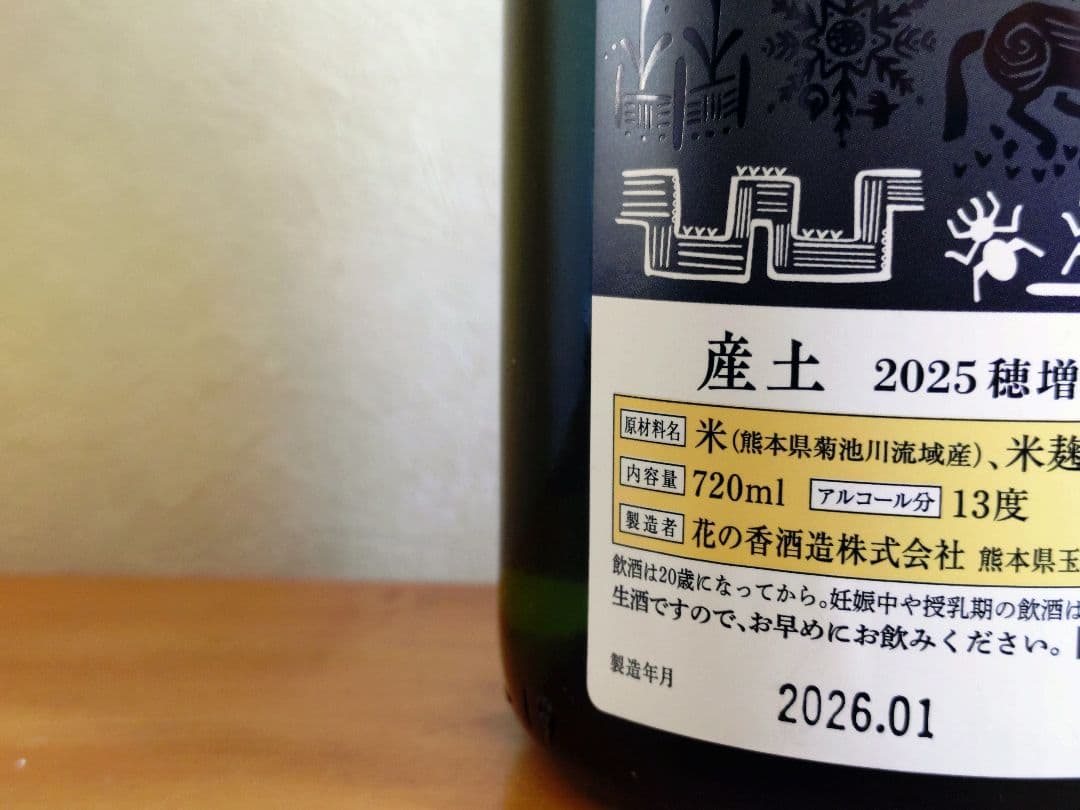 産土 2025穂増
原材料名 米(熊本県菊池川流域産)、米麹
内容量 720ml アルコール分 13度
製造者 花の香酒造株式会社 熊本県玉
飲酒は20歳になってから。妊娠中や授乳期の飲酒は
生酒ですので、お早めにお飲みください。
製造年月
2026.01